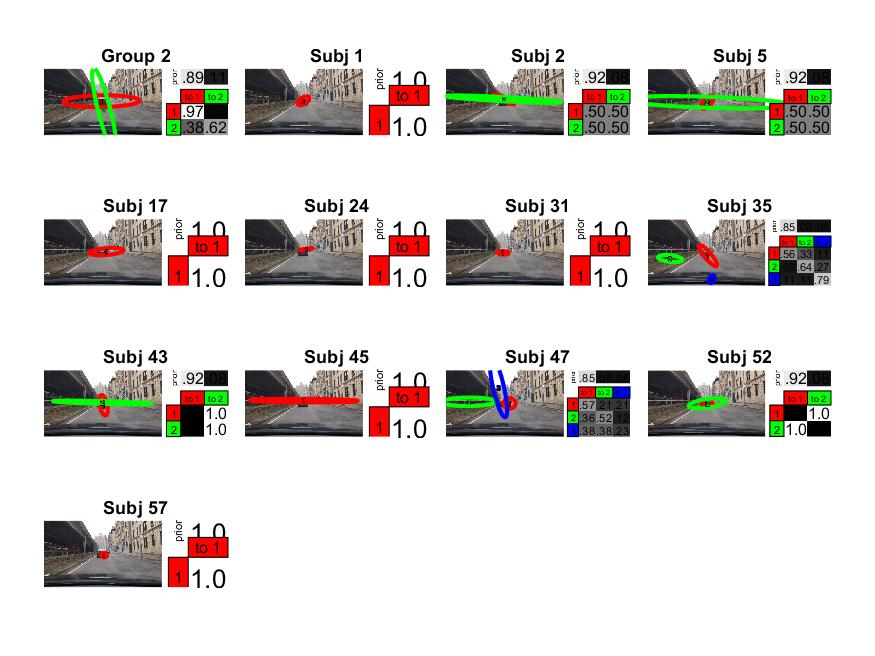 Group 2
prior .89 .11
to 1 to 2
1 .97
2 .38 .62
Subj 1
prior 1.0
to 1
1 1.0
Subj 2
prior .92 .08
to 1 to 2
1 .50 .50
2 .50 .50
Subj 5
prior .92 .08
to 1 to 2
1 .50 .50
2 .50 .50
Subj 17
prior 1.0
to 1
1 1.0
Subj 24
prior 1.0
to 1
1 1.0
Subj 31
prior 1.0
to 1
1 1.0
Subj 35
prior .85
to 1 to 2
1 .56 .33 .11
2 .64 .27
.11 .11 .79
Subj 43
prior .92 .08
to 1 to 2
1 1.0
2 1.0
Subj 45
prior 1.0
to 1
1 1.0
Subj 47
prior .85
to 1 to 2
1 .57 .21 .21
2 .36 .52 .12
.38 .38 .23
Subj 52
prior .92 .08
to 1 to 2
1 1.0
2 1.0
Subj 57
prior 1.0
to 1
1 1.0